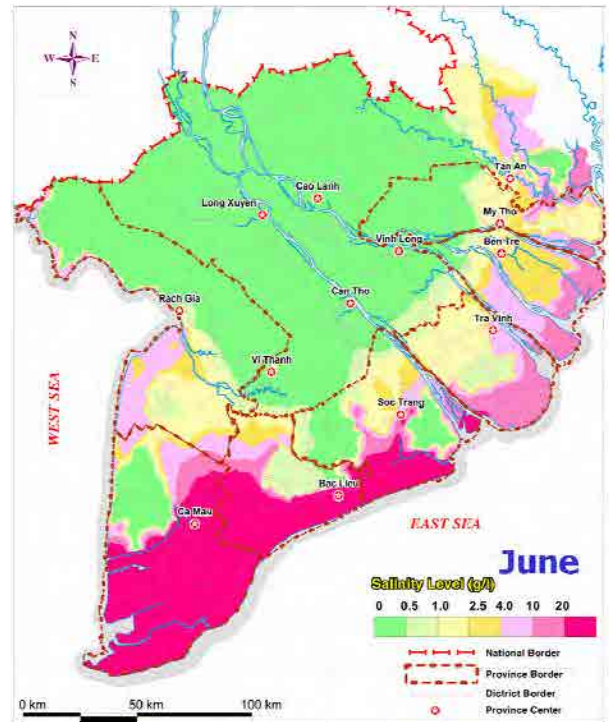 N
W E
S
Tan An
Cao Lanh
Long Xuyen
My Tho
Vinh Long
Ben Tre
Can Tho
Rach Gia
Tra Vinh
Vi Thanh
WEST SEA
Soc Trang
Bac Lieu
Ca Mau
EAST SEA
June
Salinity Level (g/l)
0 0.5 1.0 2.5 4.0 10 20
National Border
Province Border
District Border
Province Center
0 km 50 km 100 km